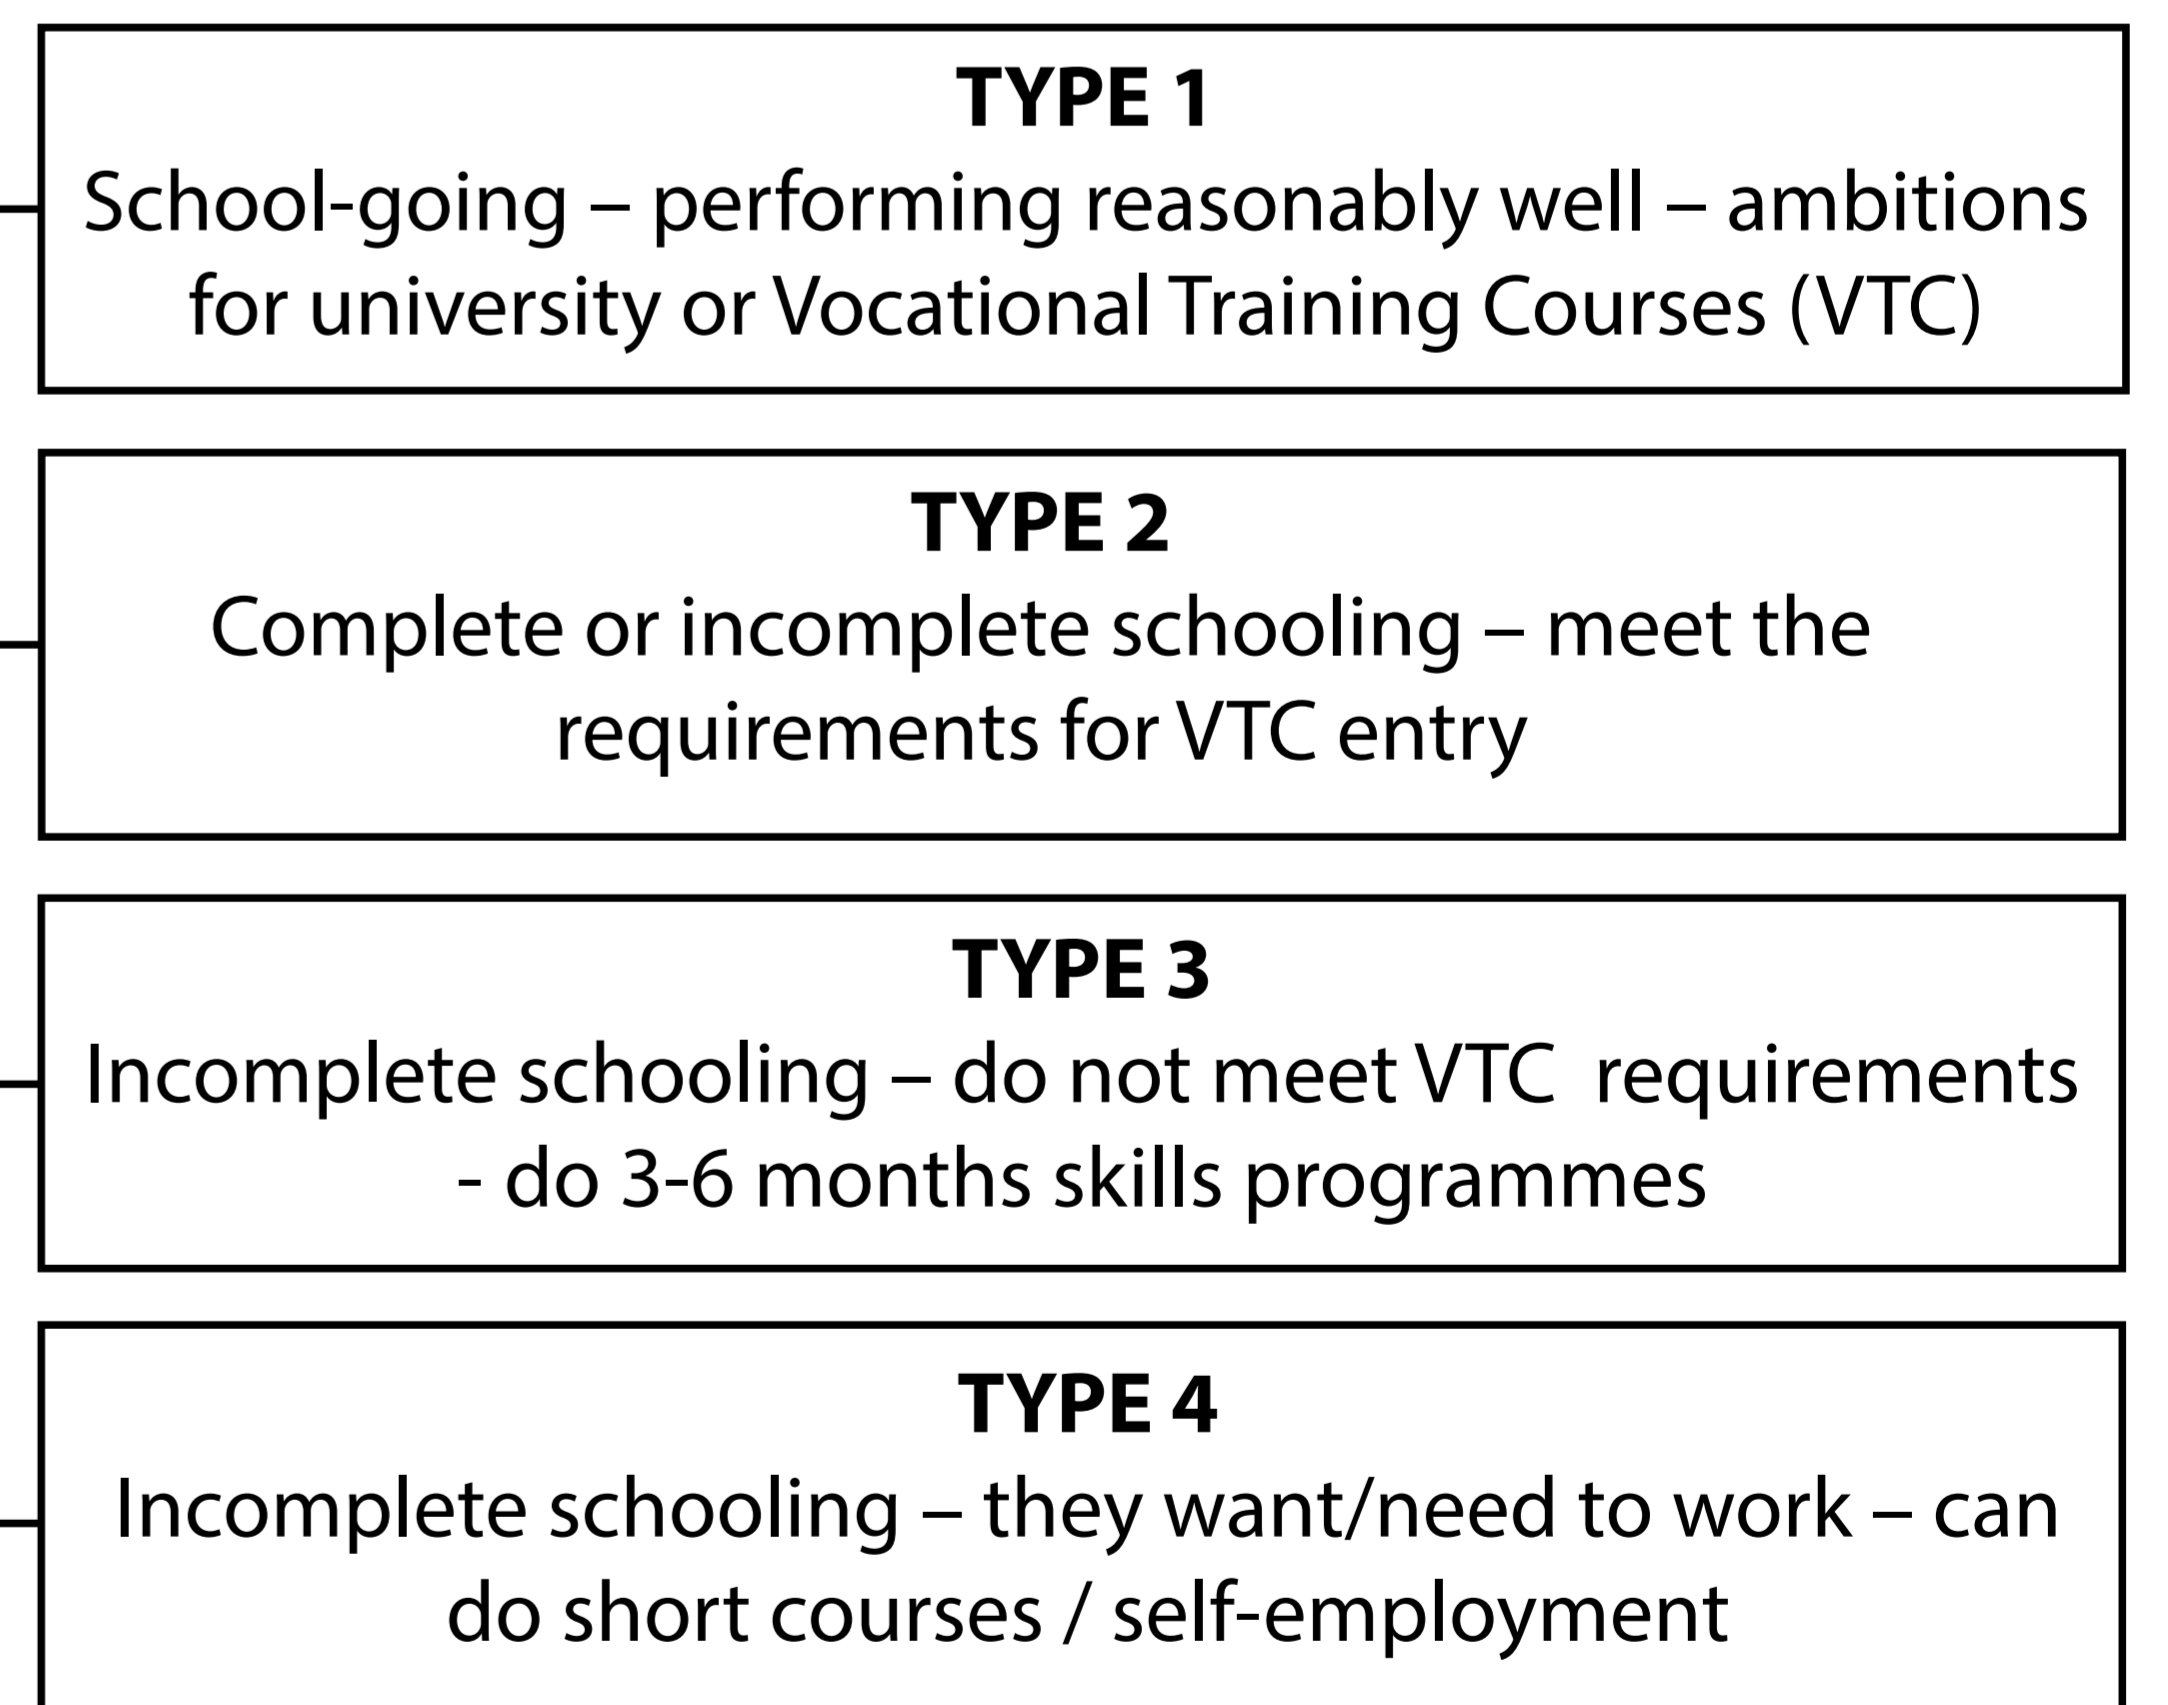 TYPE 1
School-going – performing reasonably well – ambitions
for university or Vocational Training Courses (VTC)
TYPE 2
Complete or incomplete schooling – meet the
requirements for VTC entry
TYPE 3
Incomplete schooling – do not meet VTC requirements
- do 3-6 months skills programmes
TYPE 4
Incomplete schooling – they want/need to work – can
do short courses / self-employment